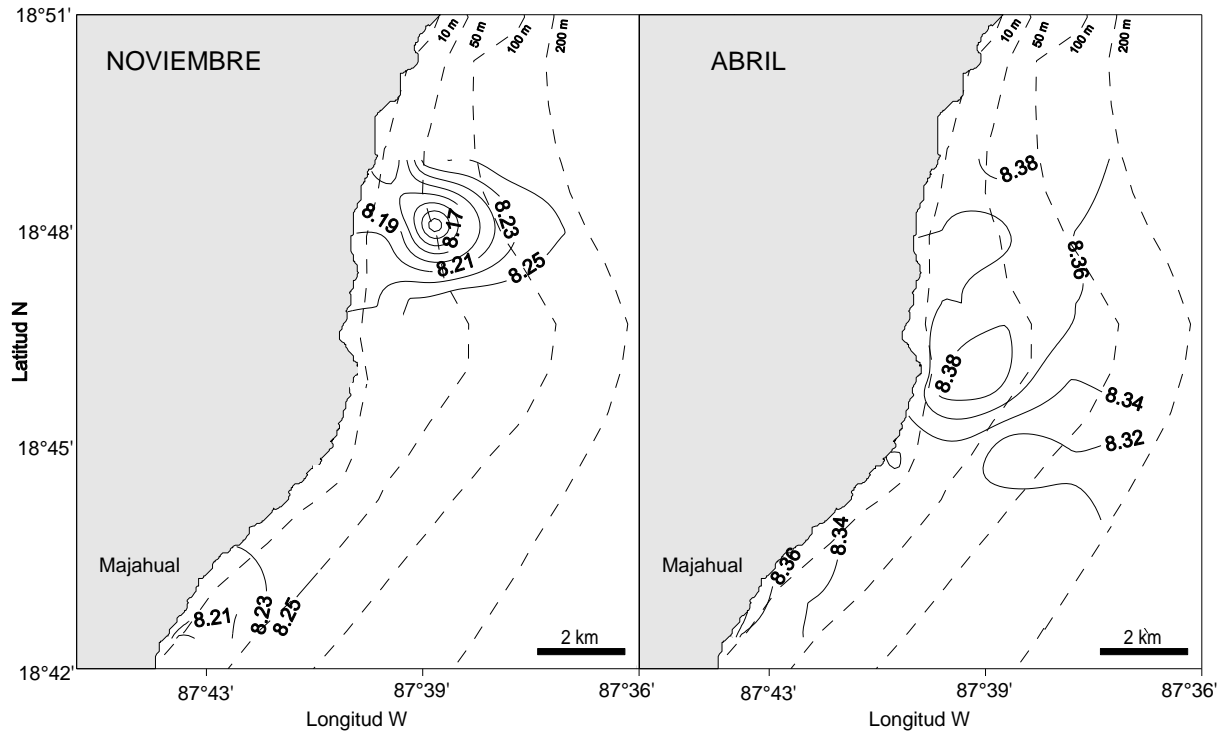 18°51'
18°48'
18°45'
18°42'
Latitud N
NOVIEMBRE
10 m
50 m
100 m
200 m
8.19
8.17
8.23
8.21
8.25
Majahual
8.21
8.23
8.25
2 km
87°43'
87°39'
87°36'
Longitud W
ABRIL
10 m
50 m
100 m
200 m
8.38
8.36
8.38
8.34
8.32
8.34
8.36
Majahual
2 km
87°43'
87°39'
87°36'
Longitud W